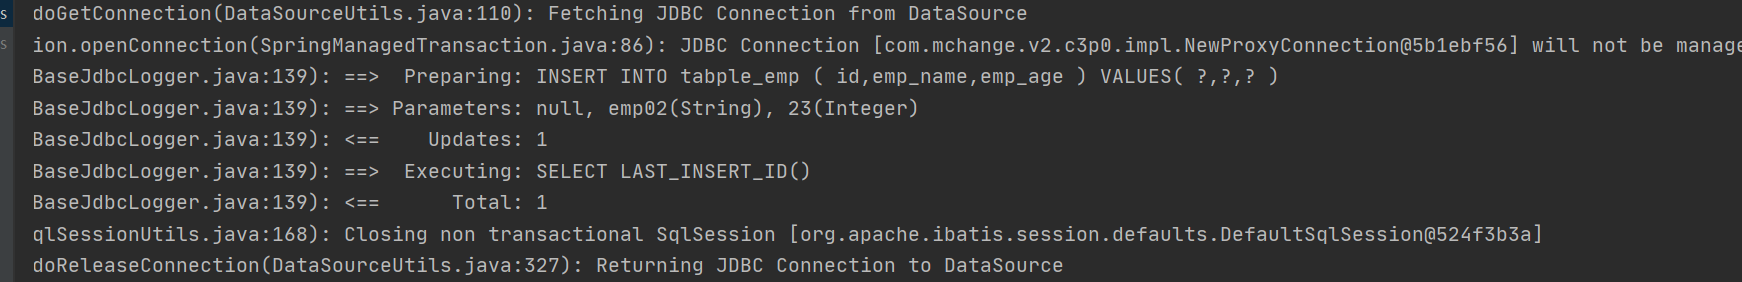 doGetConnection(DataSourceUtils.java:110): Fetching JDBC Connection from DataSource
ion.openConnection(SpringManagedTransaction.java:86): JDBC Connection [com.mchange.v2.c3p0.impl.NewProxyConnection@5b1ebf56] will not be manage
BaseJdbcLogger.java:139): ==>  Preparing: INSERT INTO tabple_emp ( id,emp_name,emp_age ) VALUES( ?,?,? )
BaseJdbcLogger.java:139): ==> Parameters: null, emp02(String), 23(Integer)
BaseJdbcLogger.java:139): <==    Updates: 1
BaseJdbcLogger.java:139): ==>  Executing: SELECT LAST_INSERT_ID()
BaseJdbcLogger.java:139): <==      Total: 1
qlSessionUtils.java:168): Closing non transactional SqlSession [org.apache.ibatis.session.defaults.DefaultSqlSession@524f3b3a]
doReleaseConnection(DataSourceUtils.java:327): Returning JDBC Connection to DataSource